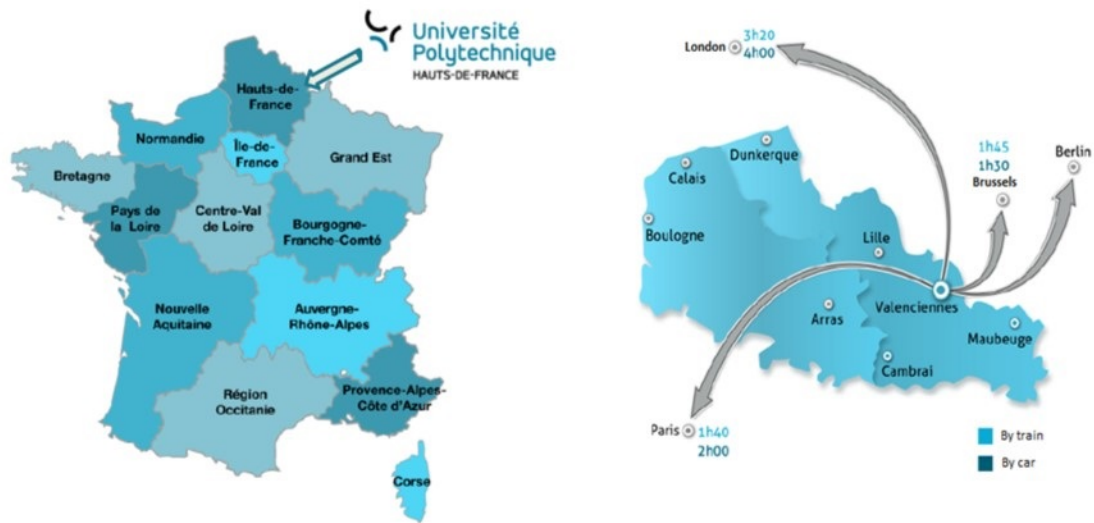 Université
Polytechnique
HAUTS-DE-FRANCE
Hauts-de-
France
Normandie
Île-de-
France
Grand Est
Bretagne
Pays de
la Loire
Centre-Val
de Loire
Bourgogne-
Franche-Comté
Nouvelle
Aquitaine
Auvergne-
Rhône-Alpes
Région
Occitanie
Provence-Alpes-
Côte d'Azur
Corse
London
3h20
4h00
1h45
1h30
Brussels
Berlin
Dunkerque
Calais
Boulogne
Lille
Valenciennes
Arras
Maubeuge
Cambrai
Paris
1h40
2h00
By train
By car